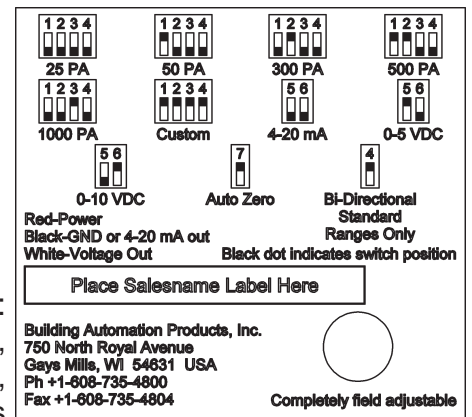 1 2 3 4 1 2 3 4 1 2 3 4 1 2 3 4
25 PA 50 PA 300 PA 500 PA
1 2 3 4 1 2 3 4 5 6 5 6
1000 PA Custom 4-20 mA 0-5 VDC
5 6 7 4
0-10 VDC Auto Zero Bi-Directional
Standard
Ranges Only
Red-Power
Black-GND or 4-20 mA out
White-Voltage Out Black dot indicates switch position
Place Salesname Label Here
Building Automation Products, Inc.
750 North Royal Avenue
Gays Mills, WI 54631 USA
Ph +1-608-735-4800
Fax +1-608-735-4804 Completely field adjustable